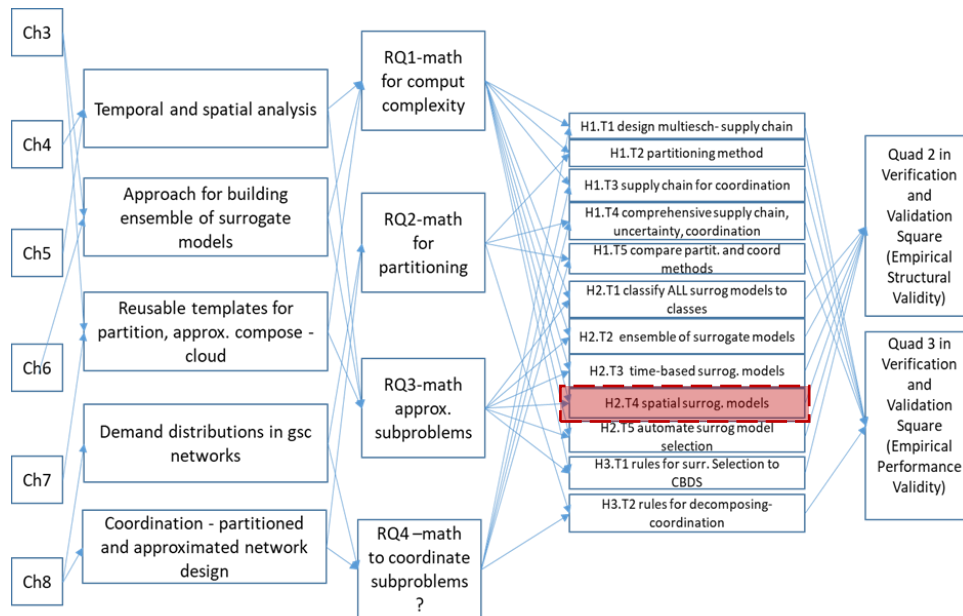 Ch3
Ch4
Ch5
Ch6
Ch7
Ch8
Temporal and spatial analysis
Approach for building
ensemble of surrogate
models
Reusable templates for
partition, approx. compose -
cloud
Demand distributions in gsc
networks
Coordination - partitioned
and approximated network
design
RQ1-math
for comput
complexity
RQ2-math
for
partitioning
RQ3-math
approx.
subproblems
RQ4 –math
to coordinate
subproblems
?
H1.T1 design multiesch- supply chain
H1.T2 partitioning method
H1.T3 supply chain for coordination
H1.T4 comprehensive supply chain,
uncertainty, coordination
H1.T5 compare partit. and coord
methods
H2.T1 classify ALL surrog models to
classes
H2.T2 ensemble of surrogate models
H2.T3 time-based surrog. models
H2.T4 spatial surrog. models
H2.T5 automate surrog model
selection
H3.T1 rules for surr. Selection to
CBDS
H3.T2 rules for decomposing-
coordination
Quad 2 in
Verification
and
Validation
Square
(Empirical
Structural
Validity)
Quad 3 in
Verification
and
Validation
Square
(Empirical
Performance
Validity)